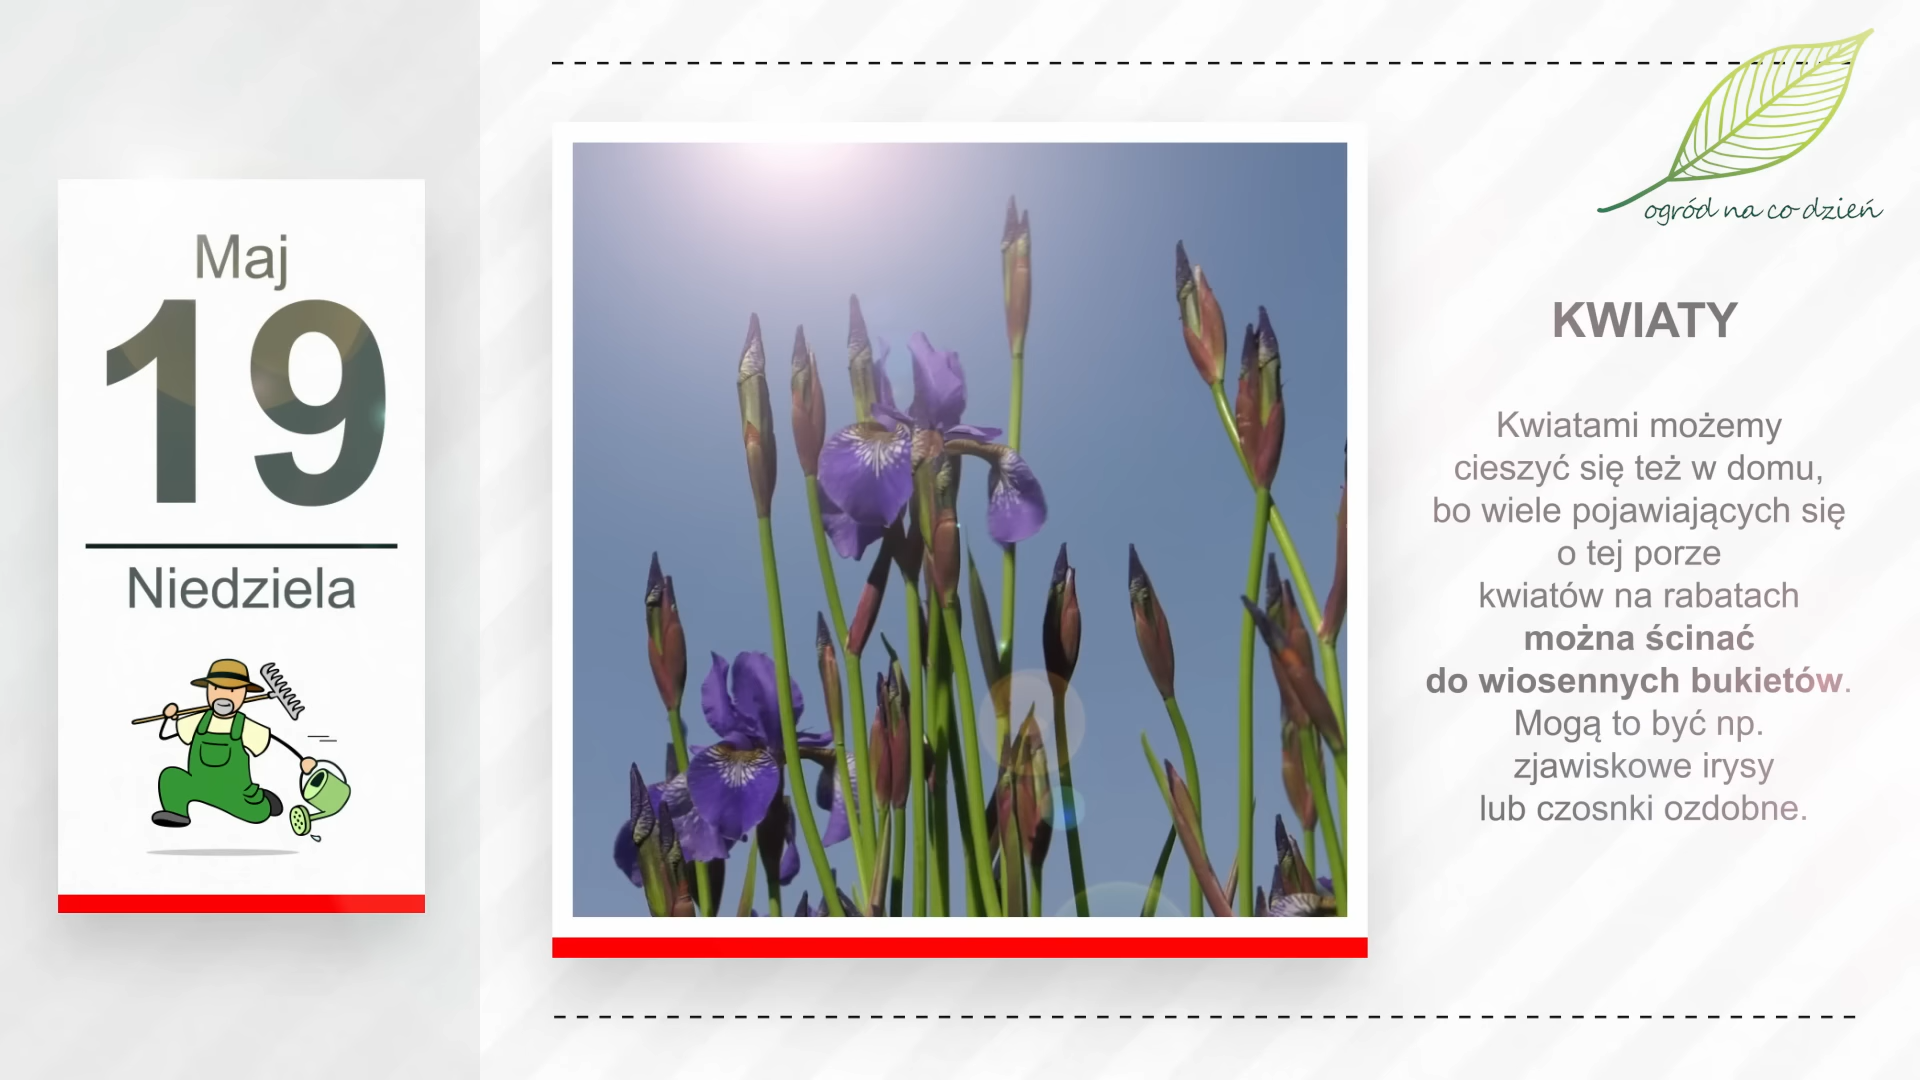 Maj
19
Niedziela
ogród na co dzień
KWIATY
Kwiatami możemy
cieszyć się też w domu,
bo wiele pojawiających się
o tej porze
kwiatów na rabatach
można ścinać
do wiosennych bukietów.
Mogą to być np.
zjawiskowe irysy
lub czosnki ozdobne.